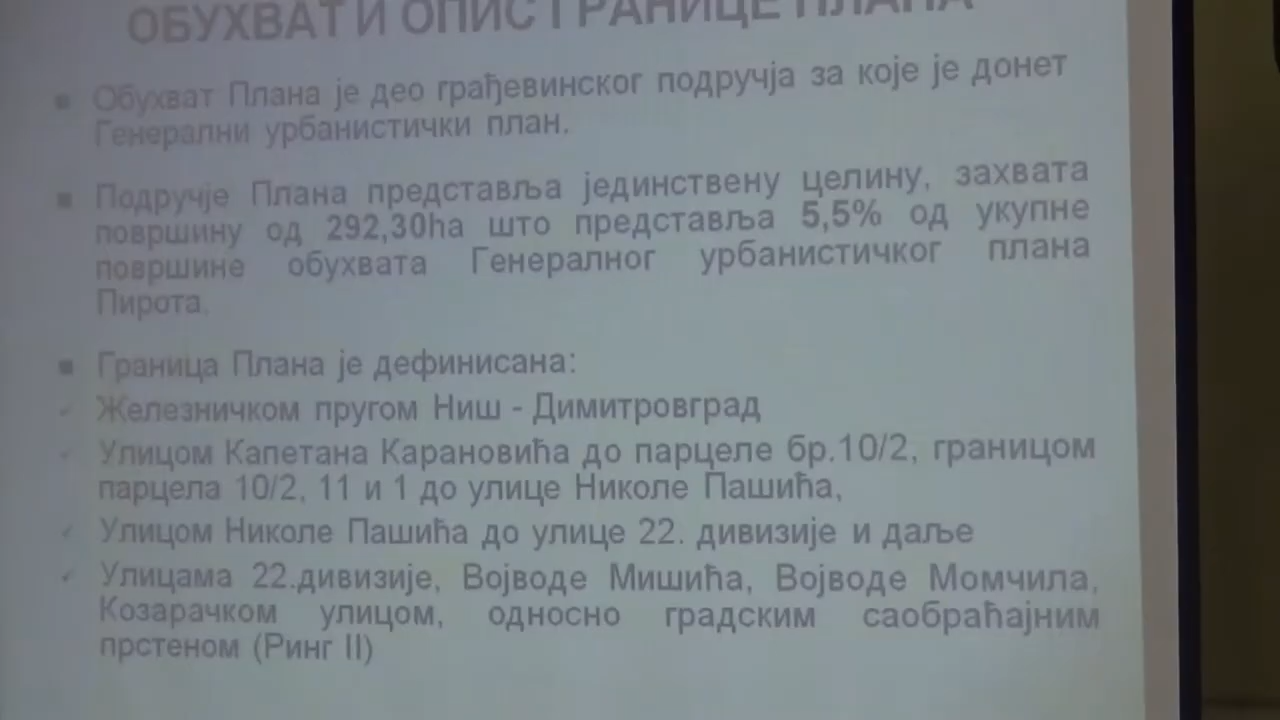 ОБУХВАТ И ОПИС ГРАНИЦЕ ПЛАНА
Обухват Плана је део грађевинског подручја за које је донет
Генерални урбанистички план.
Подручје Плана представља јединствену целину, захвата
површину од 292,30ha што представља 5,5% од укупне
површине обухвата Генералног урбанистичког плана
Пирота.
Граница Плана је дефинисана:
Железничком пругом Ниш - Димитровград
Улицом Капетана Карановића до парцеле бр.10/2, границом
парцела 10/2, 11 и 1 до улице Николе Пашића,
Улицом Николе Пашића до улице 22. дивизије и даље
Улицама 22.дивизије, Војводе Мишића, Војводе Момчила,
Козарачком улицом, односно градским саобраћајним
прстеном (Ринг II)